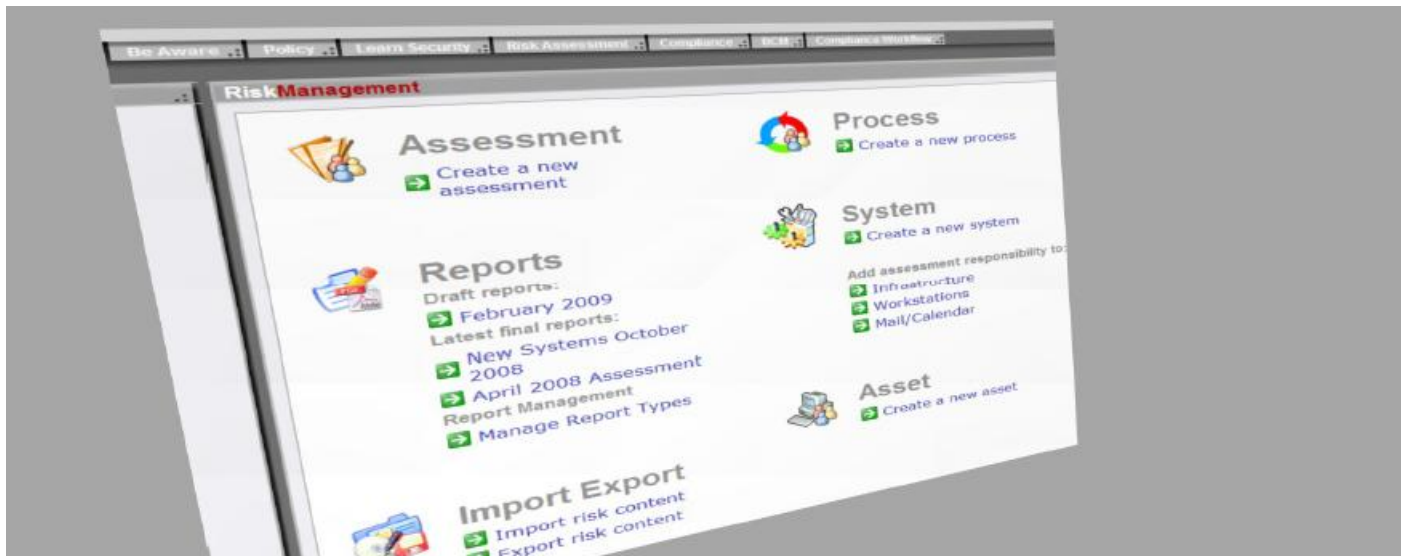 Be Aware
Policy
Learn Security
Risk Assessment
Compliance
BCM
Compliance Workflow
RiskManagement
Assessment
Create a new
assessment
Reports
Draft reports:
February 2009
Latest final reports:
New Systems October
2008
April 2008 Assessment
Report Management
Manage Report Types
Import Export
Import risk content
Export risk content
Process
Create a new process
System
Create a new system
Add assessment responsibility to:
Infrastructure
Workstations
Mail/Calendar
Asset
Create a new asset